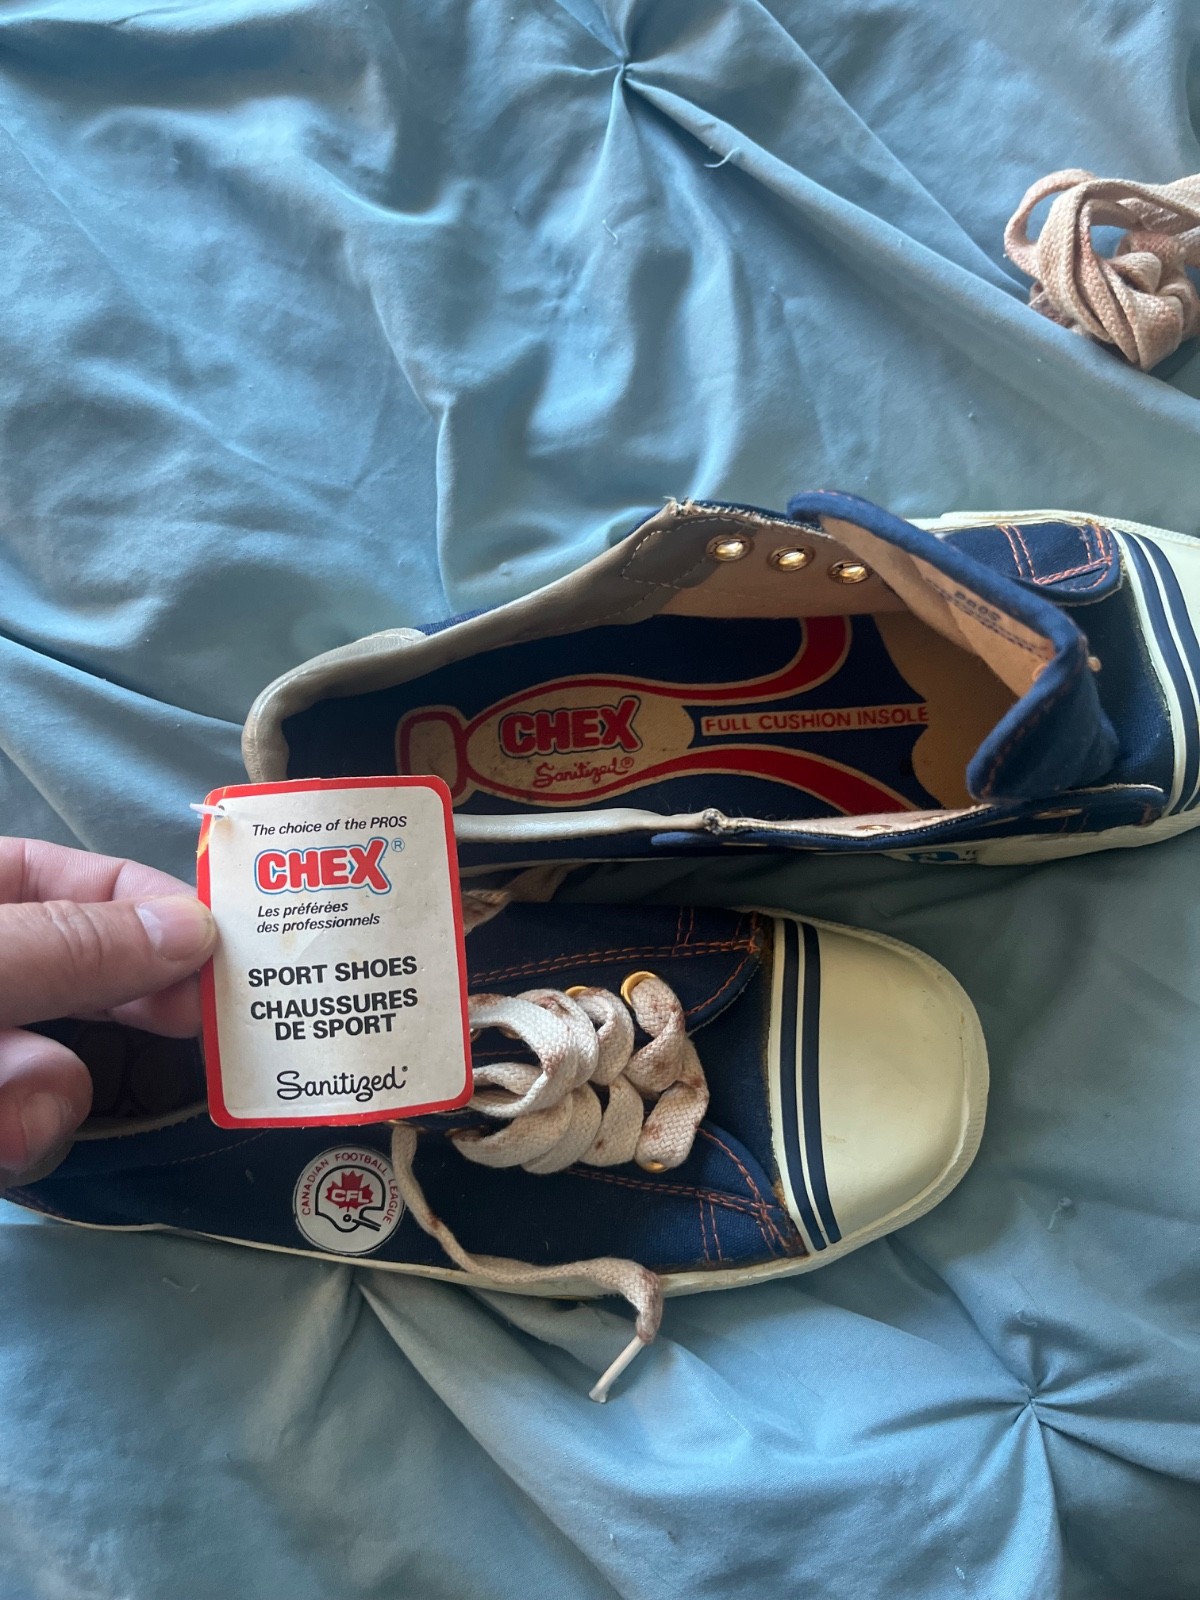 PROS
CHEX
Sanitized®
FULL CUSHION INSOLE
The choice of the PROS
CHEX®
Les préférées
des professionnels
SPORT SHOES
CHAUSSURES
DE SPORT
Sanitized®
CANADIAN FOOTBALL LEAGUE
CFL